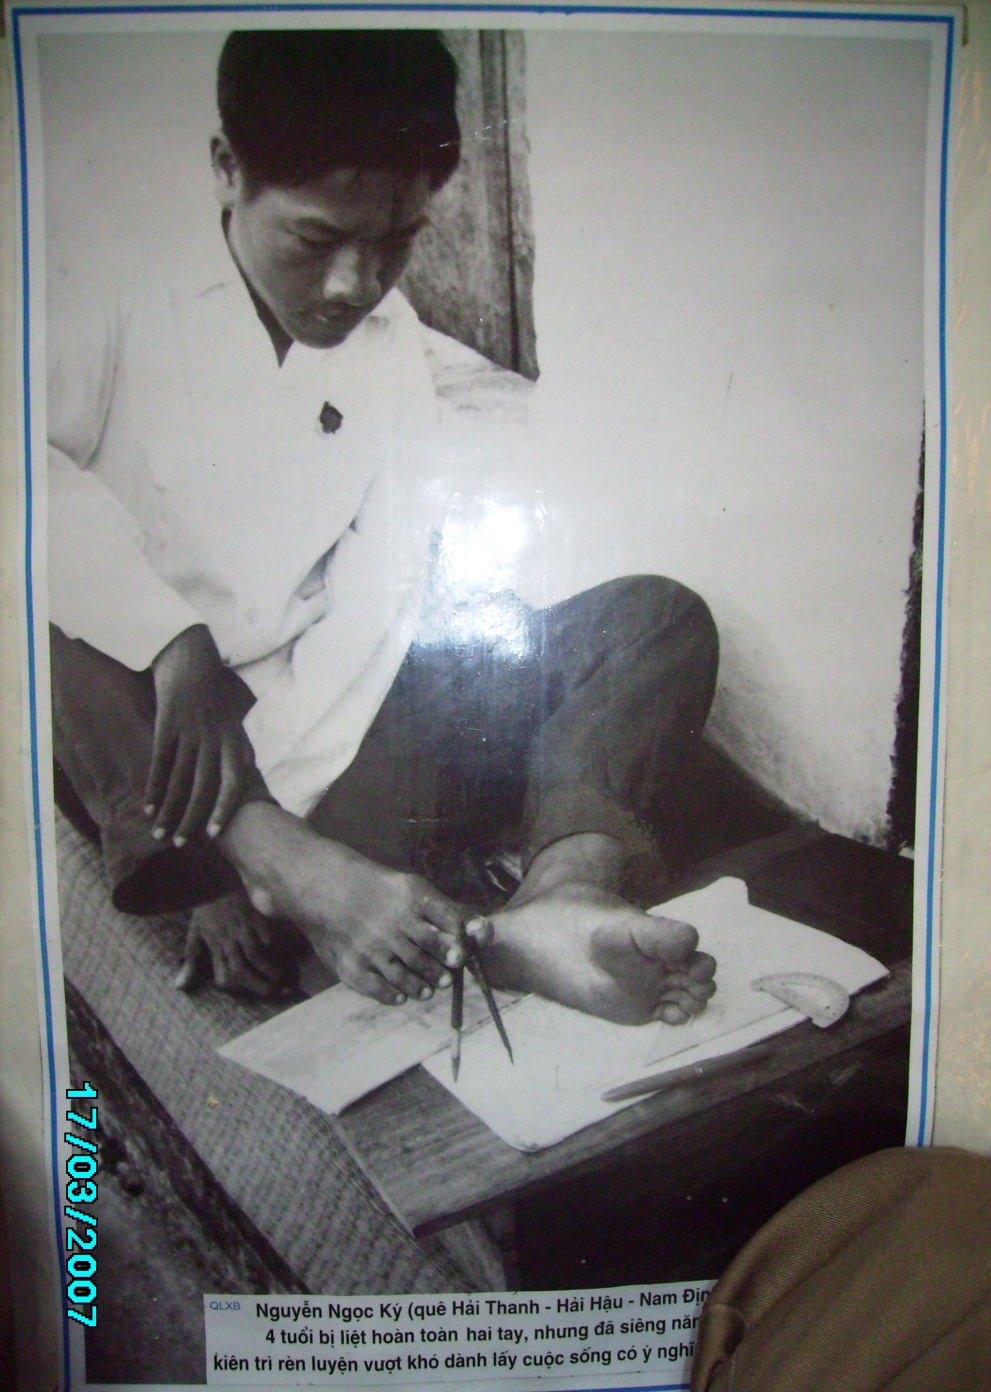 17/03/2007
QLXB
Nguyễn Ngọc Ký (quê Hải Thanh - Hải Hậu - Nam
4 tuổi bị liệt hoàn toàn hai tay, nhưng đã siêng
kiên trì rèn luyện vượt khó dành lấy cuộc sống có ý